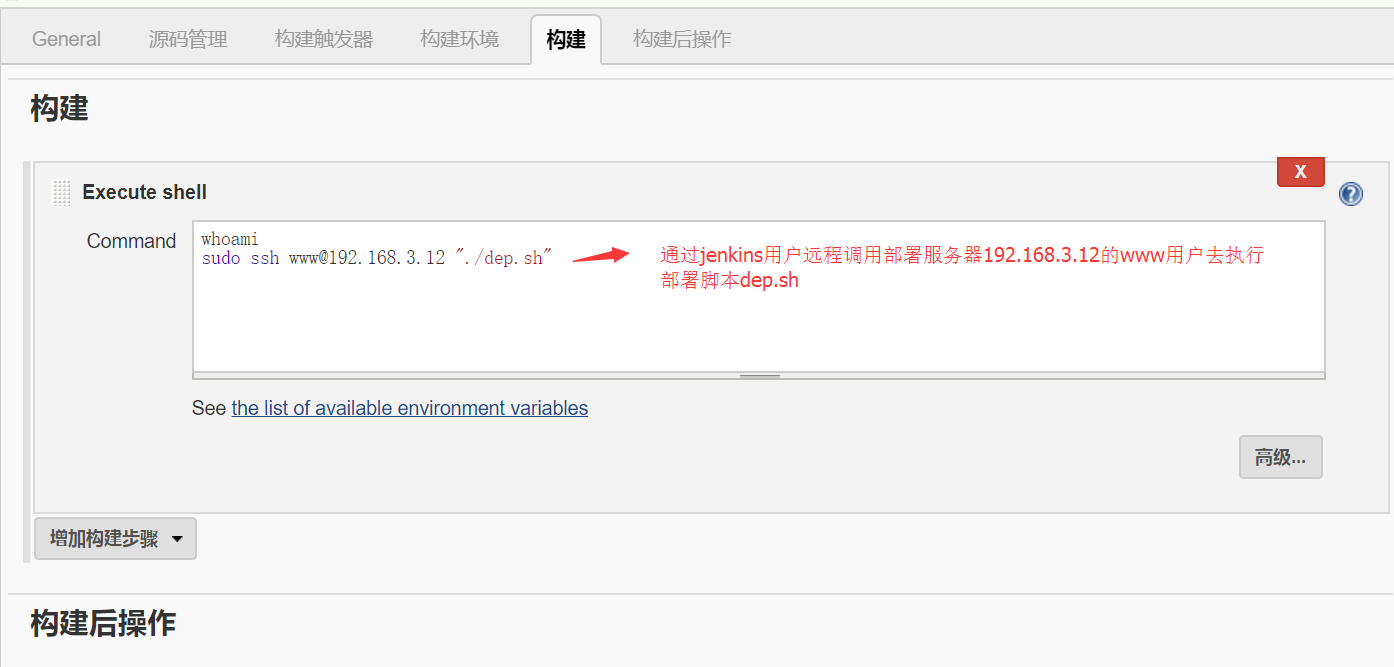 General 源码管理 构建触发器 构建环境 构建 构建后操作
构建
X
Execute shell
?
Command
whoami
sudo ssh www@192.168.3.12 "./dep.sh"
通过jenkins用户远程调用部署服务器192.168.3.12的www用户去执行
部署脚本dep.sh
See the list of available environment variables
高级...
增加构建步骤
构建后操作